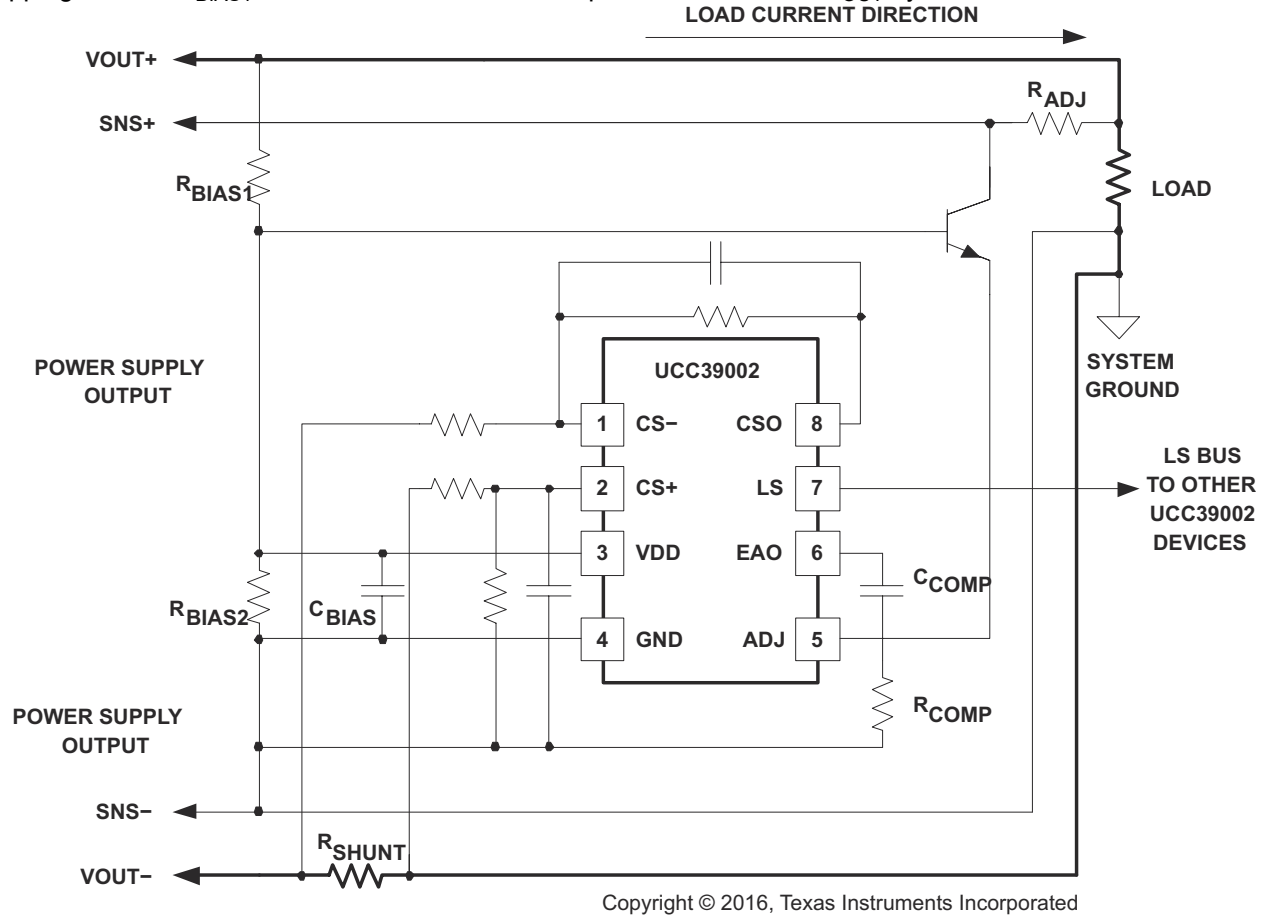 LOAD CURRENT DIRECTION
VOUT+
SNS+
RADJ
RBIAS1
LOAD
POWER SUPPLY
OUTPUT
UCC39002
SYSTEM
GROUND
1 CS− CSO 8
2 CS+ LS 7
3 VDD EAO 6
4 GND ADJ 5
LS BUS
TO OTHER
UCC39002
DEVICES
RBIAS2
CBIAS
CCOMP
RCOMP
POWER SUPPLY
OUTPUT
SNS−
RSHUNT
VOUT−
Copyright © 2016, Texas Instruments Incorporated